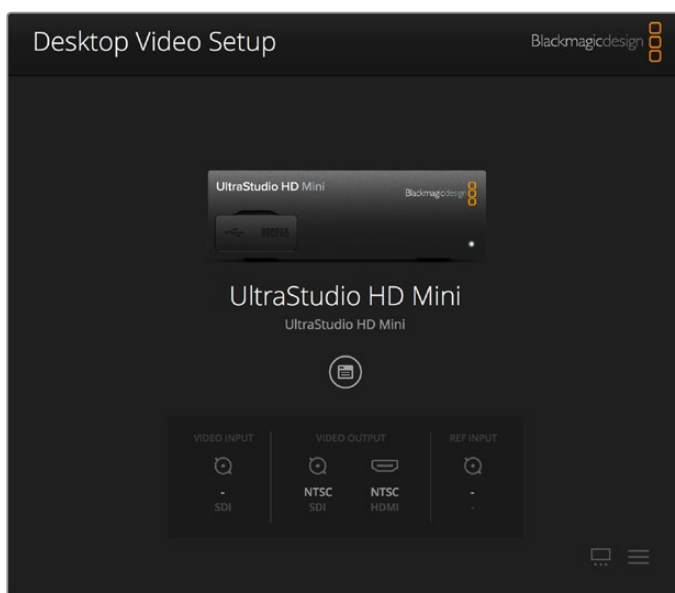 Desktop Video Setup
Blackmagicdesign
UltraStudio HD Mini
Blackmagicdesign
UltraStudio HD Mini
UltraStudio HD Mini
VIDEO INPUT
VIDEO OUTPUT
REF INPUT
-
NTSC
NTSC
-
SDI
SDI
HDMI
-